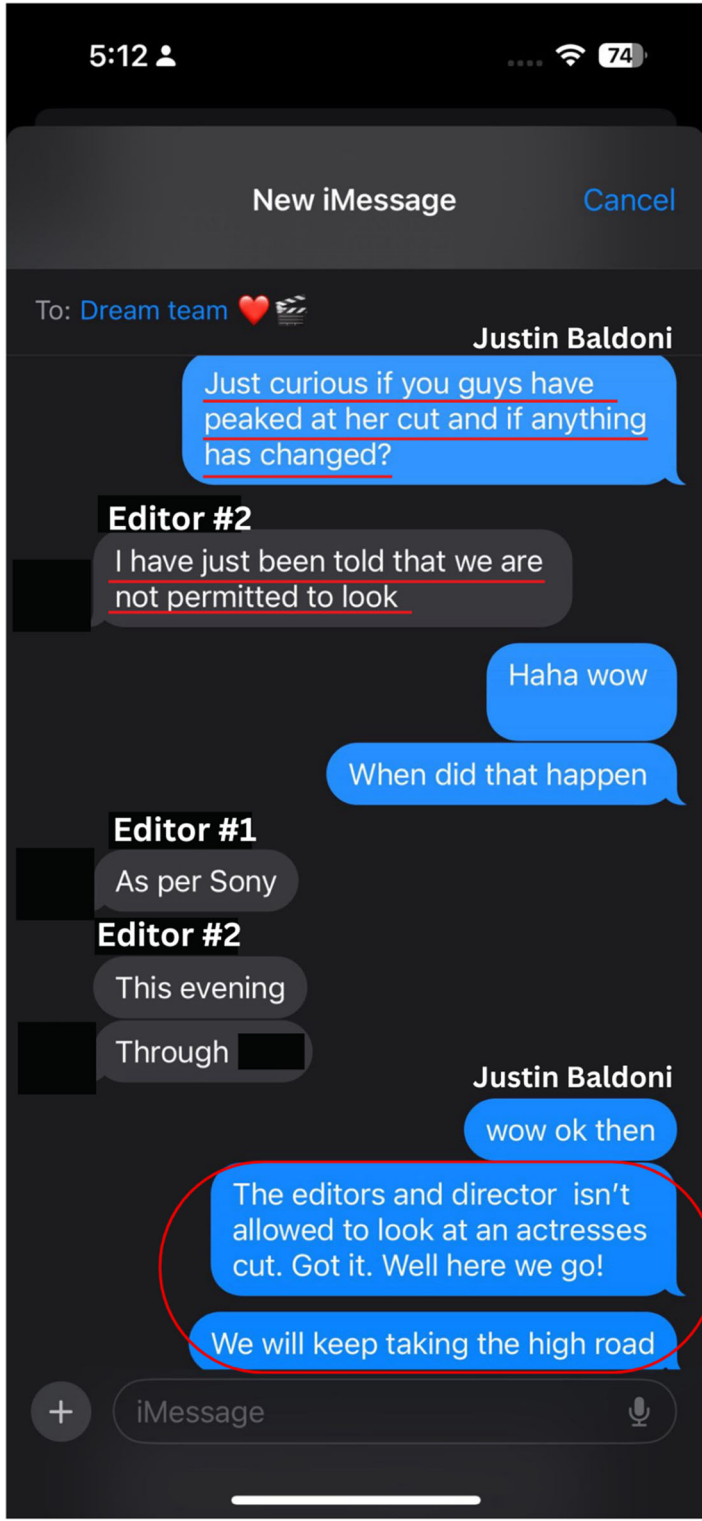 5:12
74
New iMessage
Cancel
To: Dream team ❤️🎬
Justin Baldoni
Just curious if you guys have
peaked at her cut and if anything
has changed?
Editor #2
I have just been told that we are
not permitted to look
Haha wow
When did that happen
Editor #1
As per Sony
Editor #2
This evening
Through
Justin Baldoni
wow ok then
The editors and director  isn't
allowed to look at an actresses
cut. Got it. Well here we go!
We will keep taking the high road
+
iMessage